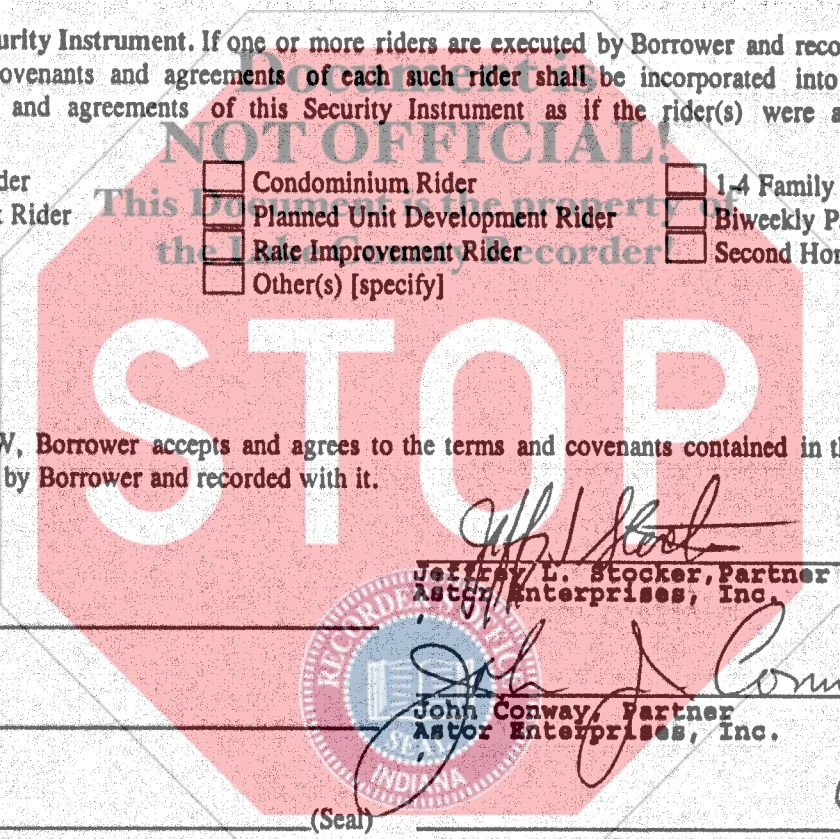 urity Instrument. If one or more riders are executed by Borrower and reco
ovenants and agreements of each such rider shall be incorporated into
and agreements of this Security Instrument as if the rider(s) were a
Document is
NOT OFFICIAL!
This Document is the property of
the Lake County Recorder!
der Condominium Rider 1-4 Family
Rider Planned Unit Development Rider Biweekly P
Rate Improvement Rider Second Hom
Other(s) [specify]
STOP
W, Borrower accepts and agrees to the terms and covenants contained in th
by Borrower and recorded with it.
Jeffrey L. Stocker, Partner
Astor Enterprises, Inc.
RECORDER'S OFFICE
SEAL
INDIANA
John J Conw
John Conway, Partner
Astor Enterprises, Inc.
(Seal)